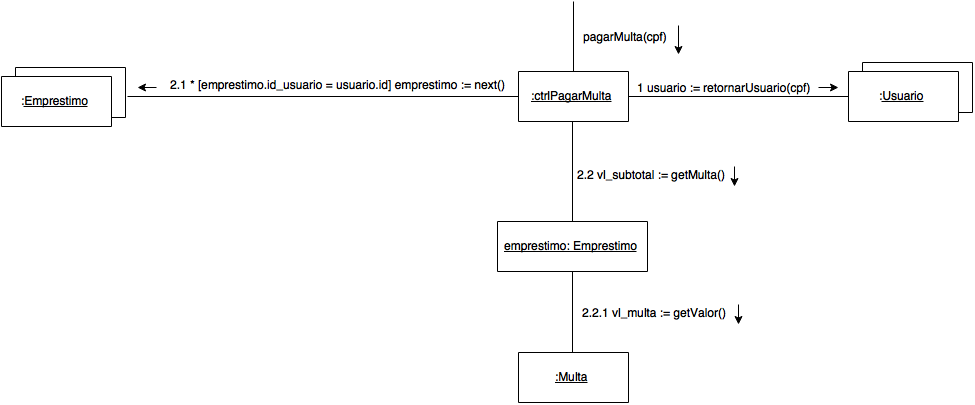 pagarMulta(cpf)
2.1 * [emprestimo.id_usuario = usuario.id] emprestimo := next()
1 usuario := retornarUsuario(cpf)
:Emprestimo
:ctrlPagarMulta
:Usuario
2.2 vl_subtotal := getMulta()
emprestimo: Emprestimo
2.2.1 vl_multa := getValor()
:Multa